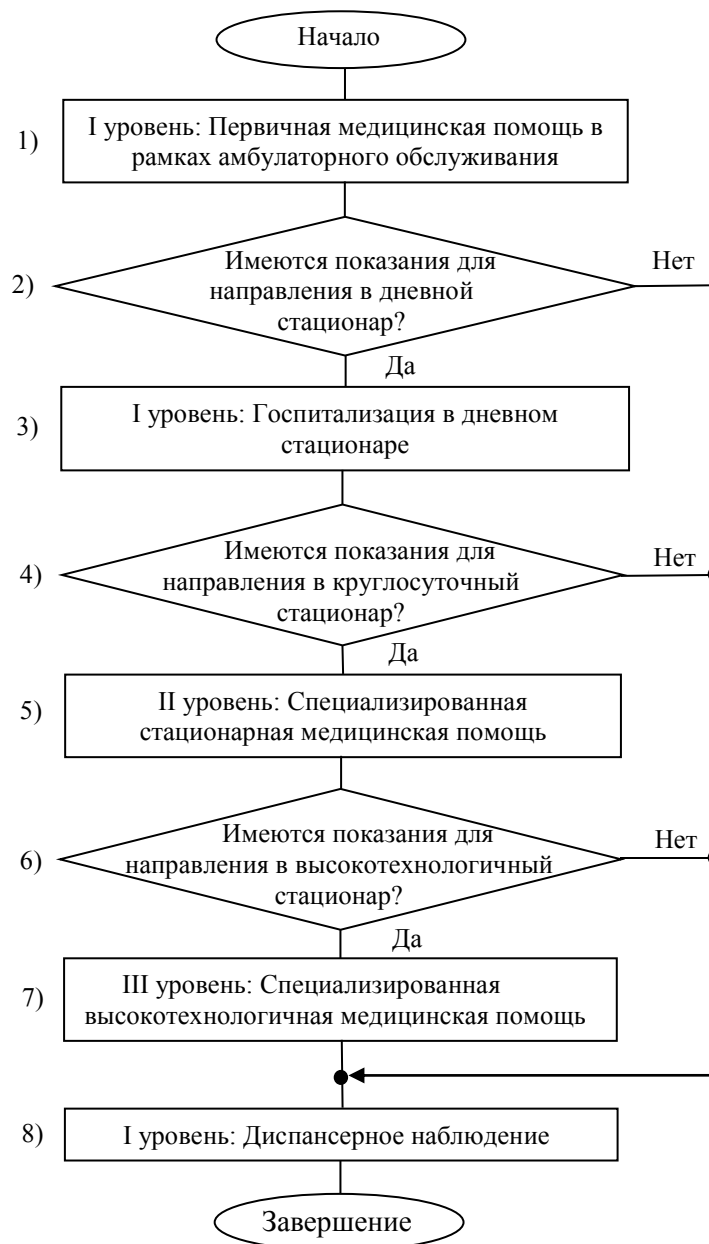 Начало
1) I уровень: Первичная медицинская помощь в
рамках амбулаторного обслуживания
2) Имеются показания для
направления в дневной
стационар?
Нет
Да
3) I уровень: Госпитализация в дневном
стационаре
4) Имеются показания для
направления в круглосуточный
стационар?
Нет
Да
5) II уровень: Специализированная
стационарная медицинская помощь
6) Имеются показания для
направления в высокотехнологичный
стационар?
Нет
Да
7) III уровень: Специализированная
высокотехнологичная медицинская помощь
8) I уровень: Диспансерное наблюдение
Завершение